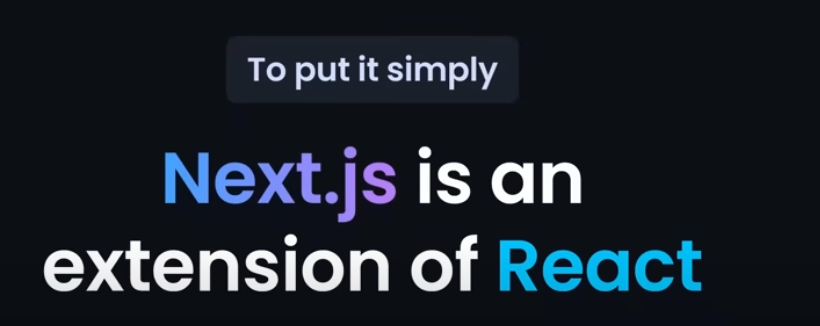 To put it simply
Next.js is an
extension of React